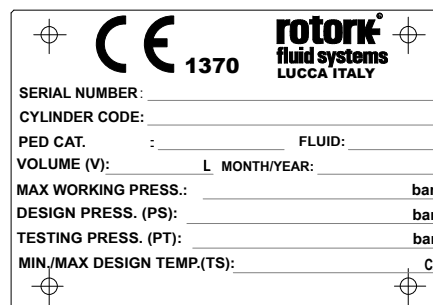 CE 1370
rotork
fluid systems
LUCCA ITALY
SERIAL NUMBER:
CYLINDER CODE:
PED CAT. : FLUID:
VOLUME (V): L MONTH/YEAR:
MAX WORKING PRESS.: bar
DESIGN PRESS. (PS): bar
TESTING PRESS. (PT): bar
MIN./MAX DESIGN TEMP.(TS): C